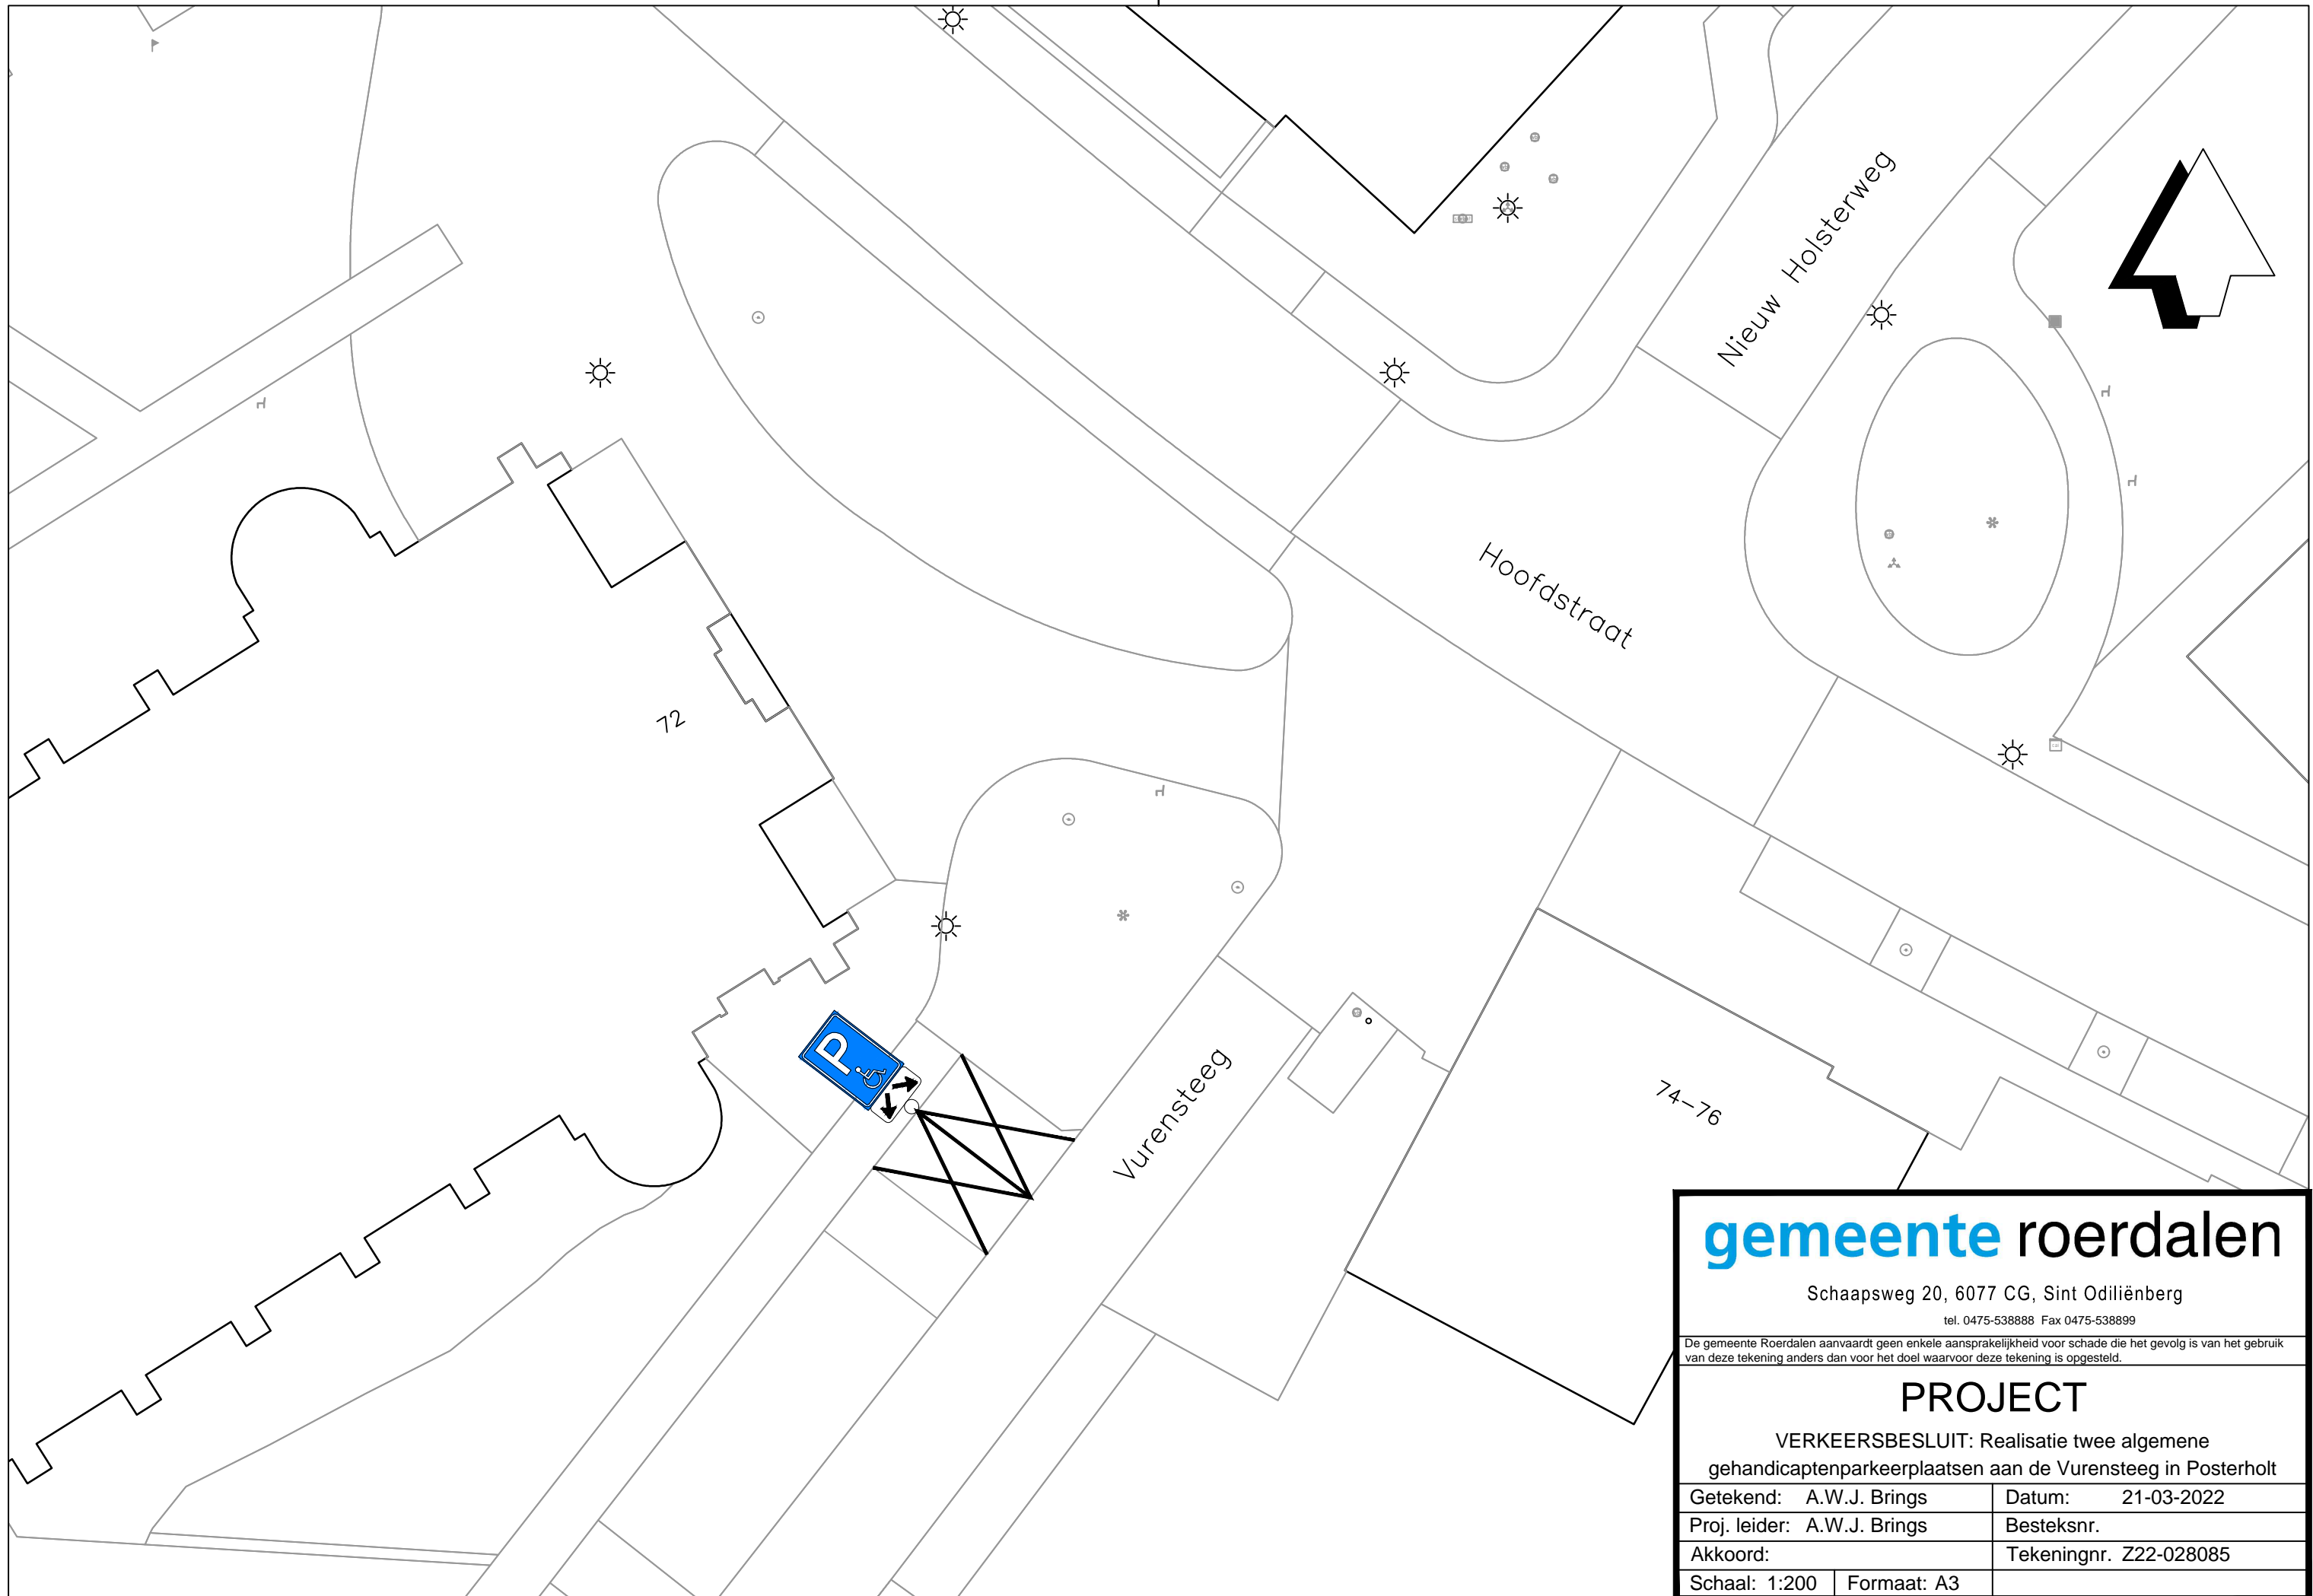 Nieuw Holsterweg
Hoofdstraat
72
P
Vurensteeg
74-76
gemeente roerdalen
Schaapsweg 20, 6077 CG, Sint Odiliënberg
tel. 0475-538888 Fax 0475-538899
De gemeente Roerdalen aanvaardt geen enkele aansprakelijkheid voor schade die het gevolg is van het gebruik
van deze tekening anders dan voor het doel waarvoor deze tekening is opgesteld.
PROJECT
VERKEERSBESLUIT: Realisatie twee algemene
gehandicaptenparkeerplaatsen aan de Vurensteeg in Posterholt
Getekend: A.W.J. Brings Datum: 21-03-2022
Proj. leider: A.W.J. Brings Besteksnr.
Akkoord: Tekeningnr. Z22-028085
Schaal: 1:200 Formaat: A3